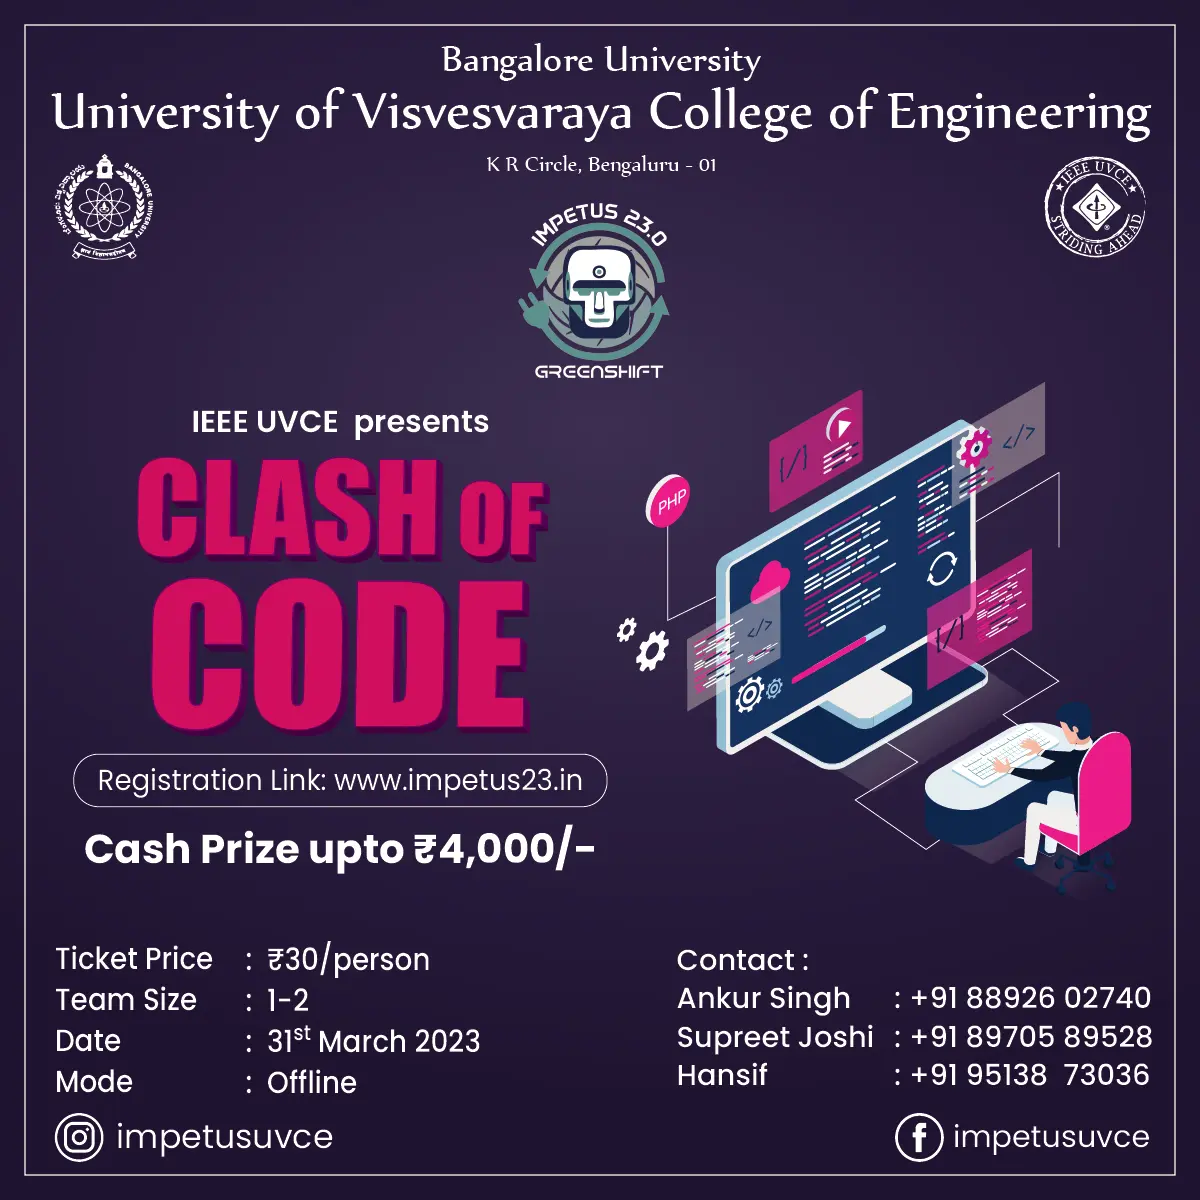 Bangalore University
University of Visvesvaraya College of Engineering
K R Circle, Bengaluru - 01
BANGALORE UNIVERSITY
IEEE UVCE
STRIDING AHEAD
IMPETUS 23.0
GREENSHIFT
IEEE UVCE presents
CLASH OF
CODE
PHP
[/]
</>
</>
[/]
Registration Link: www.impetus23.in
Cash Prize upto ₹4,000/-
Ticket Price : ₹30/person
Team Size : 1-2
Date : 31st March 2023
Mode : Offline
Contact :
Ankur Singh : +91 88926 02740
Supreet Joshi : +91 89705 89528
Hansif : +91 95138 73036
impetusuvce
impetusuvce